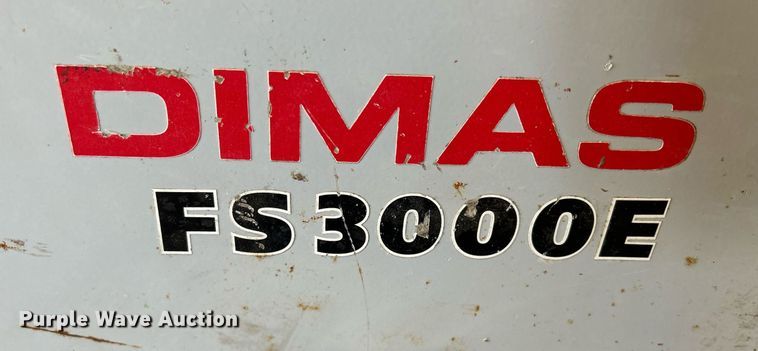 DIMAS
FS3000E
Purple Wave Auction